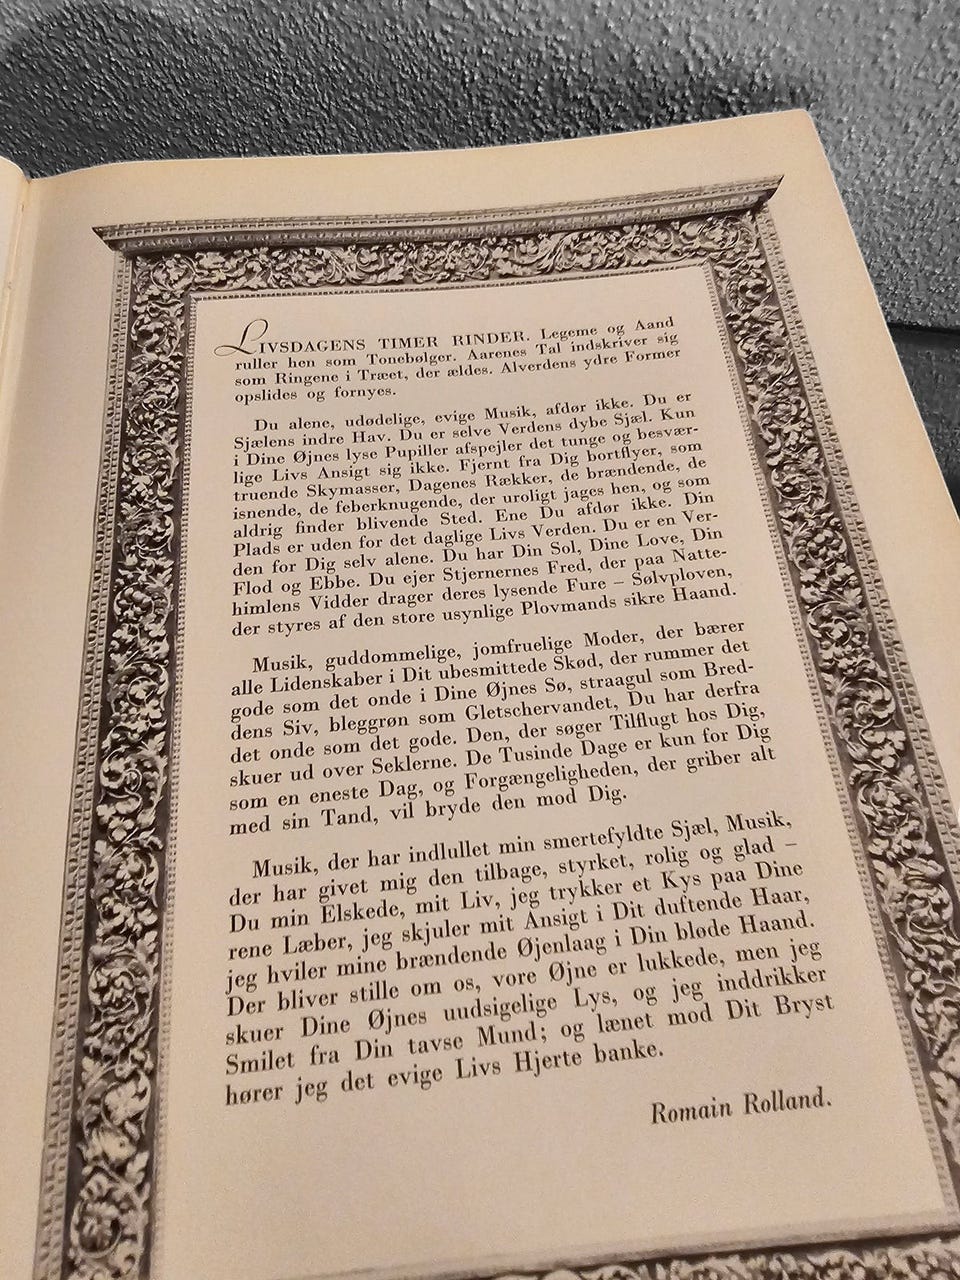 LIVSDAGENS TIMER RINDER. Legeme og Aand
ruller hen som Tonebølger. Aarenes Tal indskriver sig
som Ringene i Træet, der ældes. Alverdens ydre Former
opslides og fornyes.
Du alene, udødelige, evige Musik, afdør ikke. Du er
Sjælens indre Hav. Du er selve Verdens dybe Sjæl. Kun
i Dine Øjnes lyse Pupiller afspejler det tunge og besvær-
lige Livs Ansigt sig ikke. Fjernt fra Dig bortflyer, som
truende Skymasser, Dagenes Rækker, de brændende, de
isnende, de feberknugende, der uroligt jages hen, og som
aldrig finder blivende Sted. Ene Du afdør ikke. Din
Plads er uden for det daglige Livs Verden. Du er en Ver-
den for Dig selv alene. Du har Din Sol, Dine Love, Din
Flod og Ebbe. Du ejer Stjernernes Fred, der paa Natte-
himlens Vidder drager deres lysende Fure – Sølvploven,
der styres af den store usynlige Plovmands sikre Haand.
Musik, guddommelige, jomfruelige Moder, der bærer
alle Lidenskaber i Dit ubesmittede Skød, der rummer det
gode som det onde i Dine Øjnes Sø, straagul som Bred-
dens Siv, bleggrøn som Gletschervandet, Du har derfra
det onde som det gode. Den, der søger Tilflugt hos Dig,
skuer ud over Seklerne. De Tusinde Dage er kun for Dig
som en eneste Dag, og Forgængeligheden, der griber alt
med sin Tand, vil bryde den mod Dig.
Musik, der har indlullet min smertefyldte Sjæl, Musik,
der har givet mig den tilbage, styrket, rolig og glad –
Du min Elskede, mit Liv, jeg trykker et Kys paa Dine
rene Læber, jeg skjuler mit Ansigt i Dit duftende Haar,
jeg hviler mine brændende Øjenlaag i Din bløde Haand.
Der bliver stille om os, vore Øjne er lukkede, men jeg
skuer Dine Øjnes uudsigelige Lys, og jeg inddrikker
Smilet fra Din tavse Mund; og lænet mod Dit Bryst
hører jeg det evige Livs Hjerte banke.
Romain Rolland.